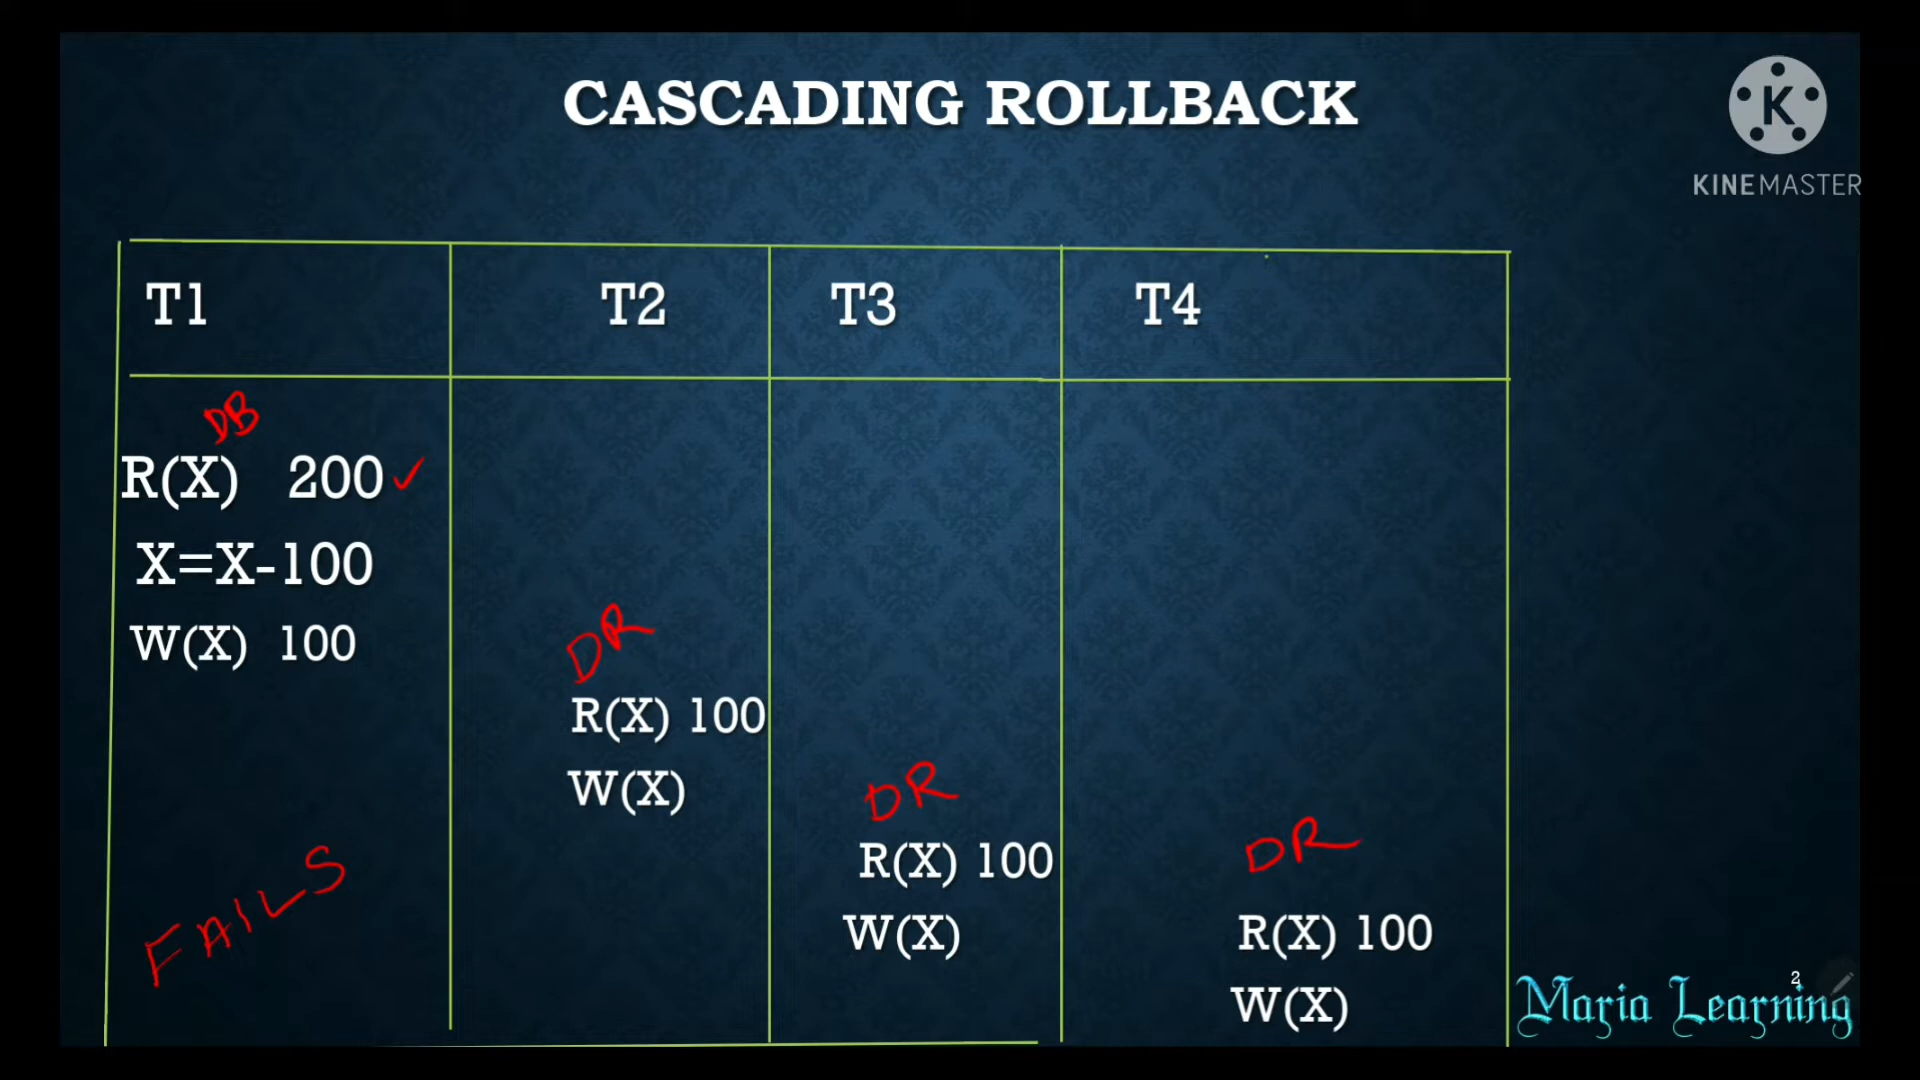 CASCADING ROLLBACK
K
KINEMASTER
T1 T2 T3 T4
DB
R(X) 200 ✓
X=X-100
W(X) 100
DR
R(X) 100
W(X)
DR
R(X) 100
W(X)
DR
R(X) 100
W(X)
FAILS
2
Maria Learning